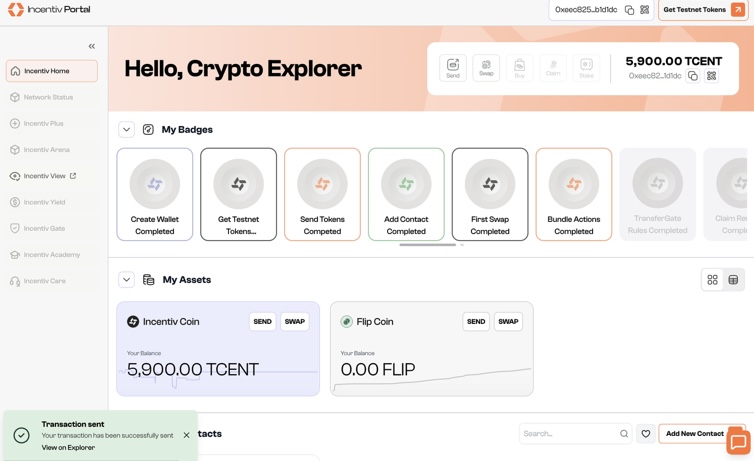 Incentiv Portal
0xeec825...b1d1dc
Get Testnet Tokens
Incentiv Home
Network Status
Incentiv Plus
Incentiv Arena
Incentiv View
Incentiv Yield
Incentiv Gate
Incentiv Academy
Incentiv Care
Hello, Crypto Explorer
Send
Swap
Buy
Claim
Stake
5,900.00 TCENT
0xeec82...1d1dc
My Badges
Create Wallet
Completed
Get Testnet
Tokens...
Send Tokens
Competed
Add Contact
Completed
First Swap
Completed
Bundle Actions
Completed
TransferGate
Rules Completed
Claim Re
Comp
My Assets
Incentiv Coin
SEND
SWAP
Your Balance
5,900.00 TCENT
Flip Coin
SEND
SWAP
Your Balance
0.00 FLIP
Transaction sent
Your transaction has been successfully sent
View on Explorer
tacts
Search...
Add New Contact